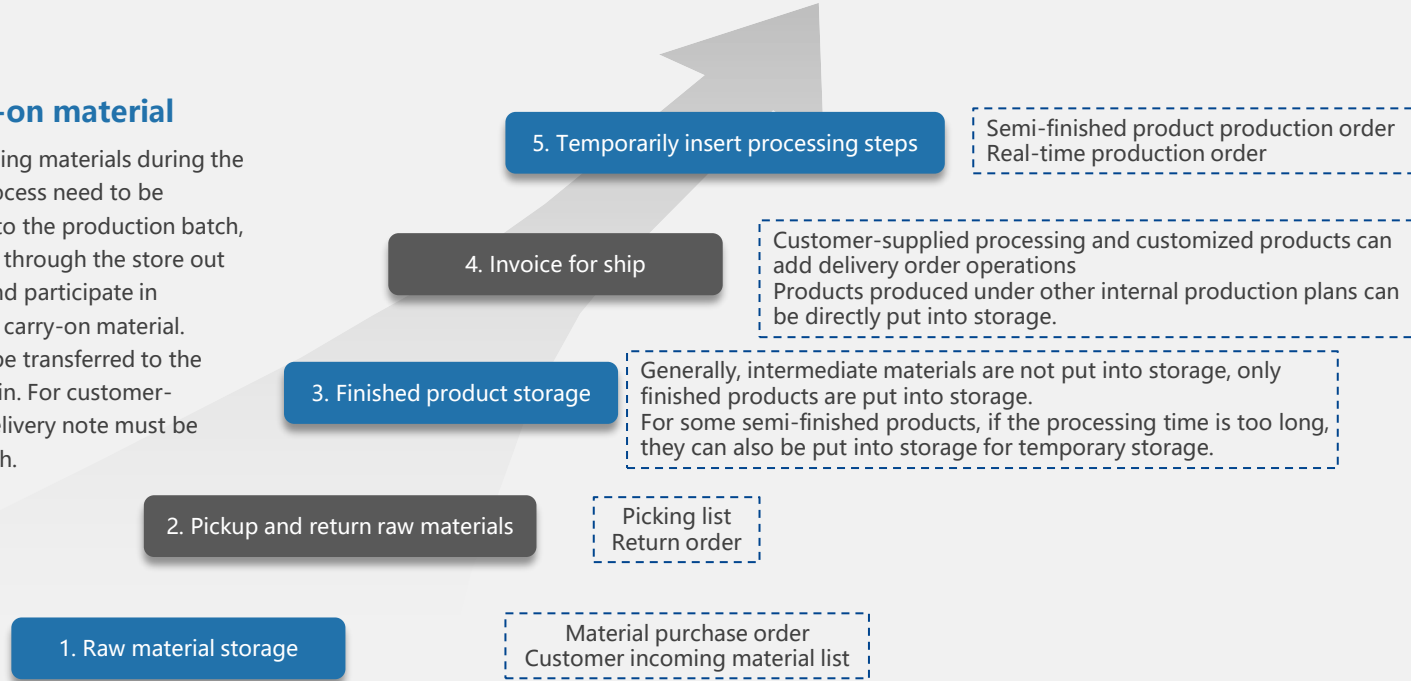 -on material
ing materials during the
ocess need to be
to the production batch,
through the store out
nd participate in
carry-on material.
be transferred to the
in. For customer-
elivery note must be
h.
5. Temporarily insert processing steps
Semi-finished product production order
Real-time production order
4. Invoice for ship
Customer-supplied processing and customized products can
add delivery order operations
Products produced under other internal production plans can
be directly put into storage.
3. Finished product storage
Generally, intermediate materials are not put into storage, only
finished products are put into storage.
For some semi-finished products, if the processing time is too long,
they can also be put into storage for temporary storage.
2. Pickup and return raw materials
Picking list
Return order
1. Raw material storage
Material purchase order
Customer incoming material list